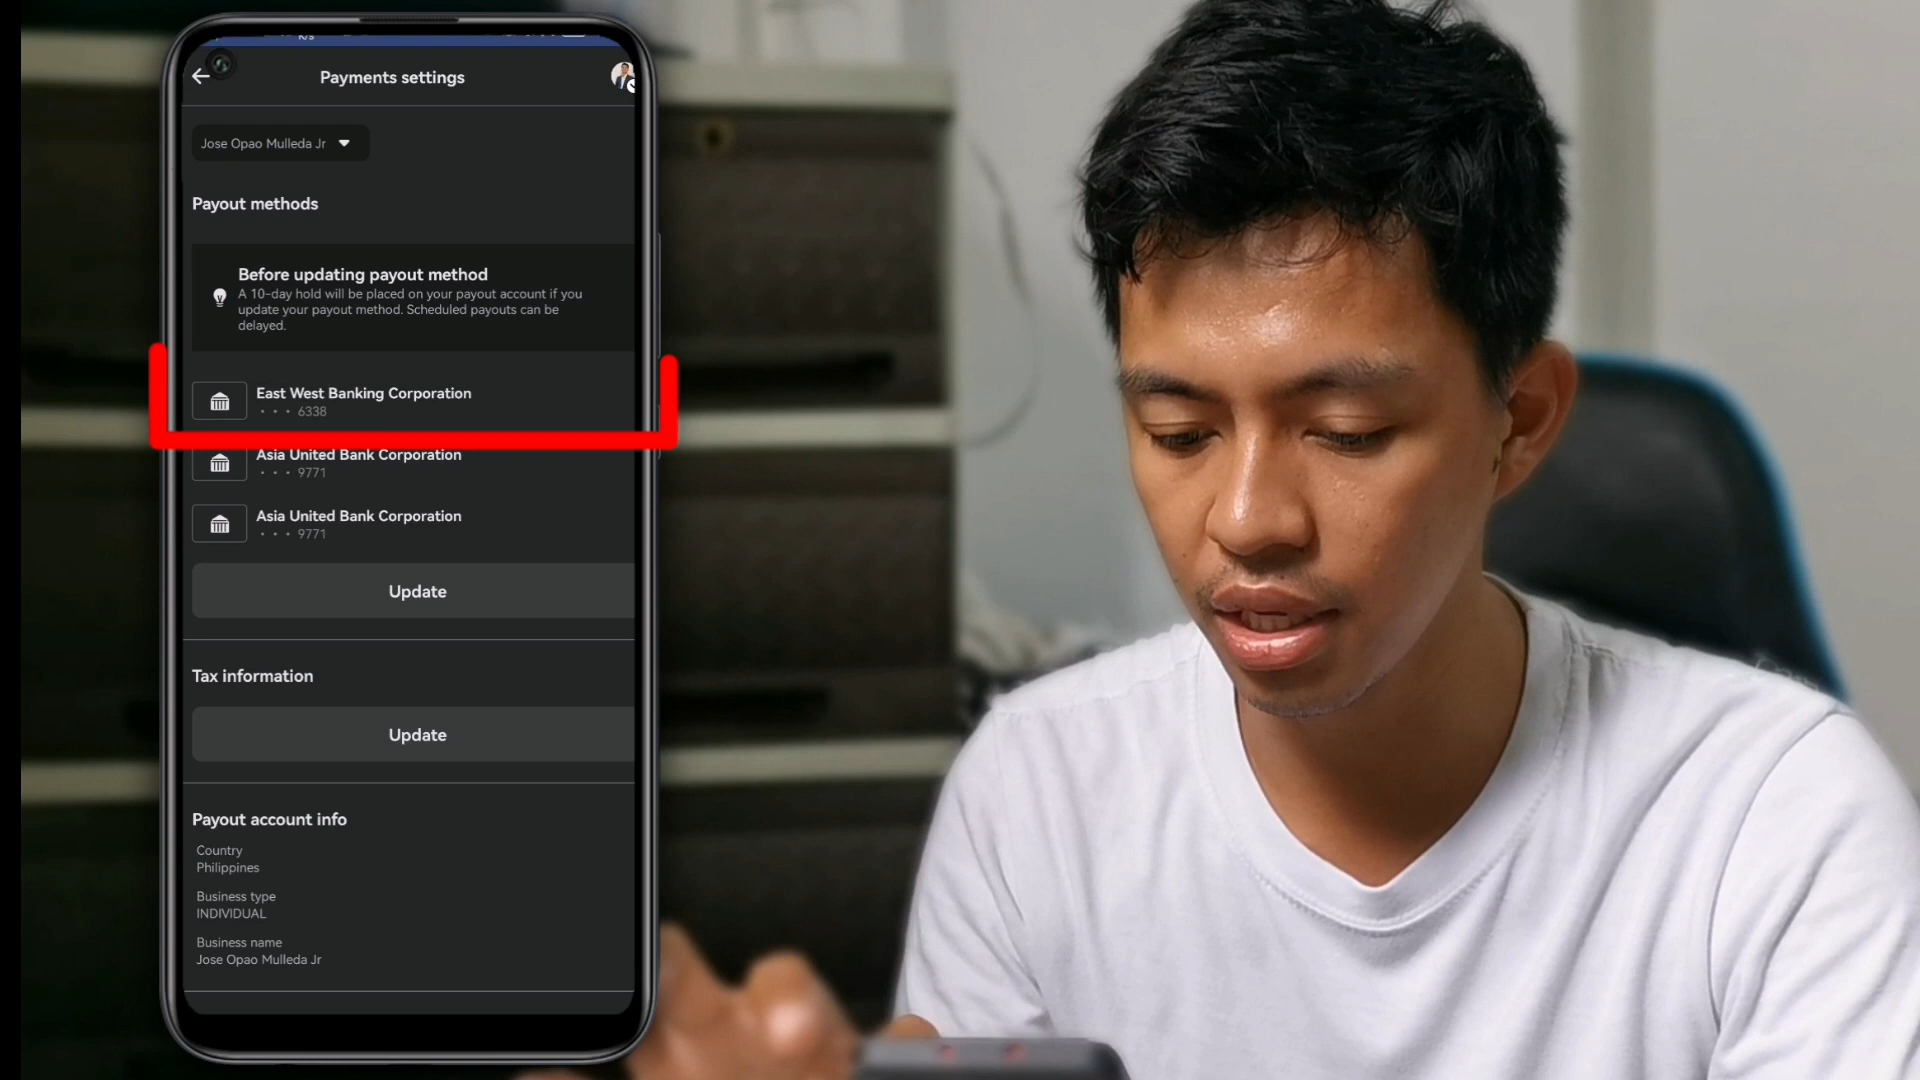 Payments settings
Jose Opao Mulleda Jr
Payout methods
Before updating payout method
A 10-day hold will be placed on your payout account if you
update your payout method. Scheduled payouts can be
delayed.
East West Banking Corporation
• • • 6338
Asia United Bank Corporation
• • • 9771
Asia United Bank Corporation
• • • 9771
Update
Tax information
Update
Payout account info
Country
Philippines
Business type
INDIVIDUAL
Business name
Jose Opao Mulleda Jr